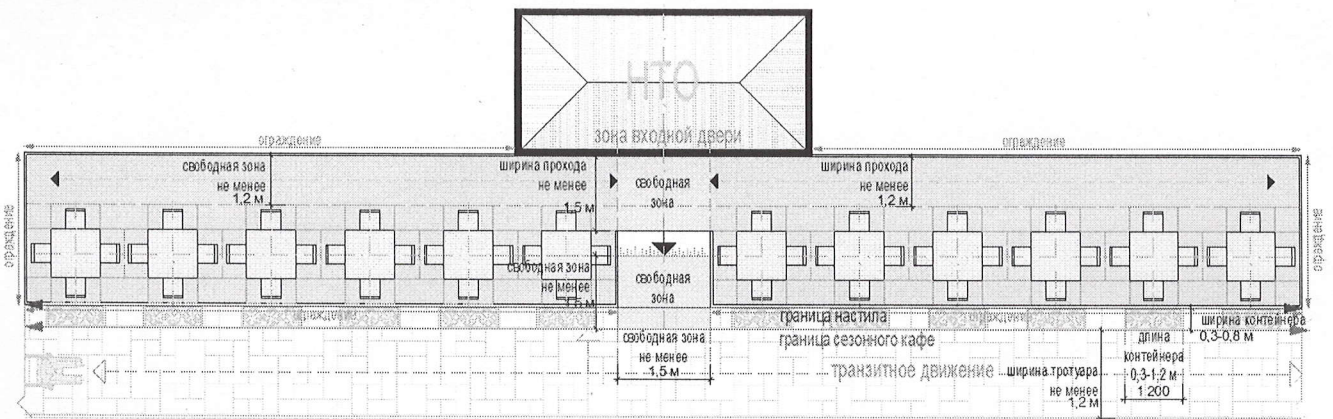 НТО
зона входной двери
ограждение
ограждение
свободная зона
не менее
1,2 м
ширина прохода
не менее
1,5 м
свободная
зона
ширина прохода
не менее
1,2 м
ограждение
ограждение
свободная зона
не менее
1,5 м
свободная
зона
ограждение
ограждение
граница настила
граница сезонного кафе
ширина контейнера
0,3-0,8 м
свободная зона
не менее
1,5 м
транзитное движение
ширина тротуара
не менее
1,2 м
длина
контейнера
0,3-1,2 м
1 200